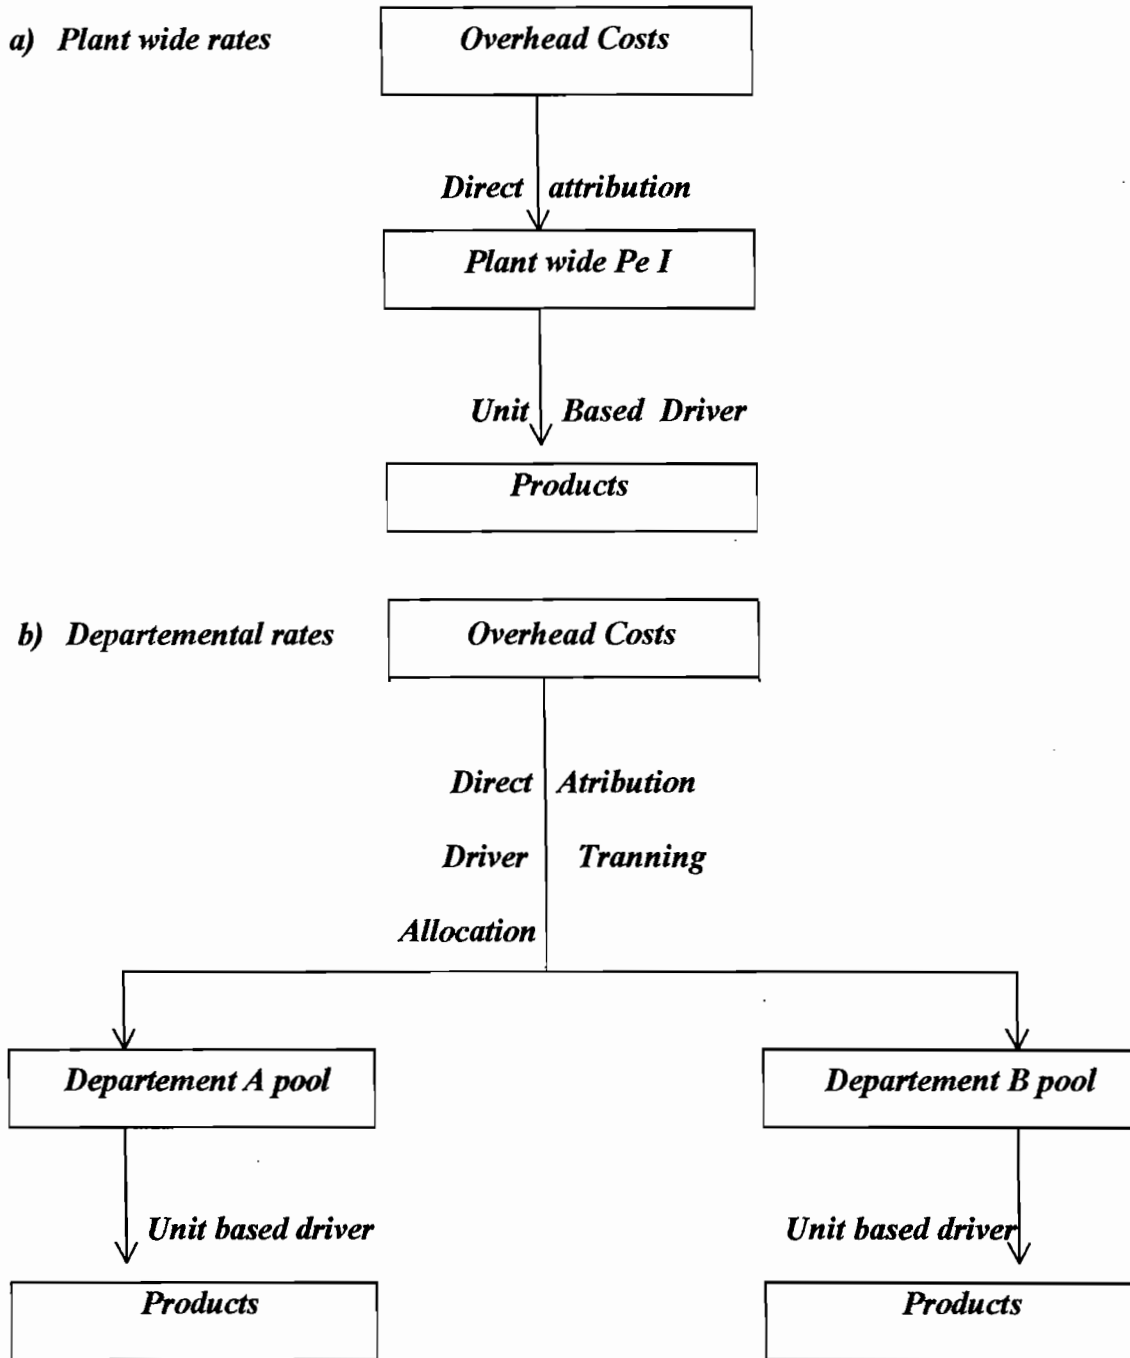 a) Plant wide rates
Overhead Costs
Direct attribution
Plant wide Pe I
Unit Based Driver
Products
b) Departemental rates
Overhead Costs
Direct Atribution
Driver Tranning
Allocation
Departement A pool
Departement B pool
Unit based driver
Unit based driver
Products
Products